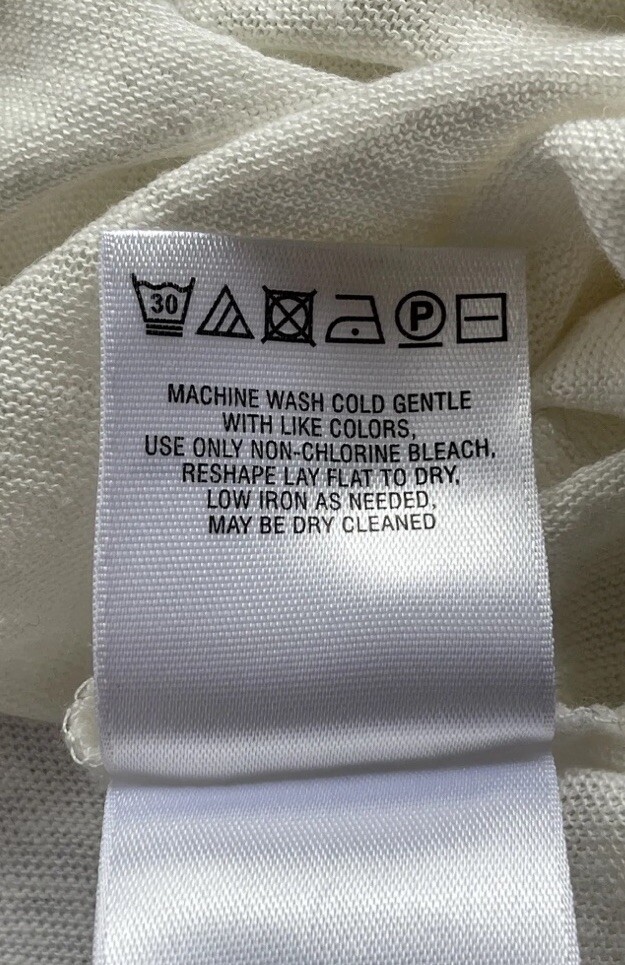 30 P
MACHINE WASH COLD GENTLE
WITH LIKE COLORS,
USE ONLY NON-CHLORINE BLEACH,
RESHAPE LAY FLAT TO DRY,
LOW IRON AS NEEDED,
MAY BE DRY CLEANED